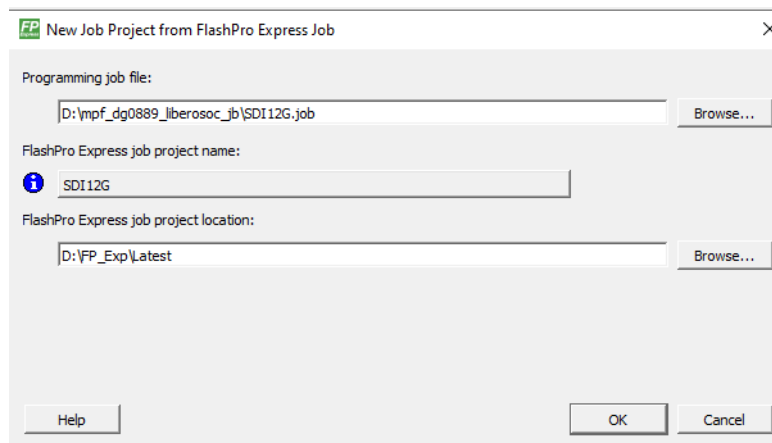 FP
Express
New Job Project from FlashPro Express Job
Programming job file:
D:\mpf_dg0889_liberosoc_jb\SDI12G.job
Browse...
FlashPro Express job project name:
SDI12G
FlashPro Express job project location:
D:\FP_Exp\Latest
Browse...
Help
OK
Cancel